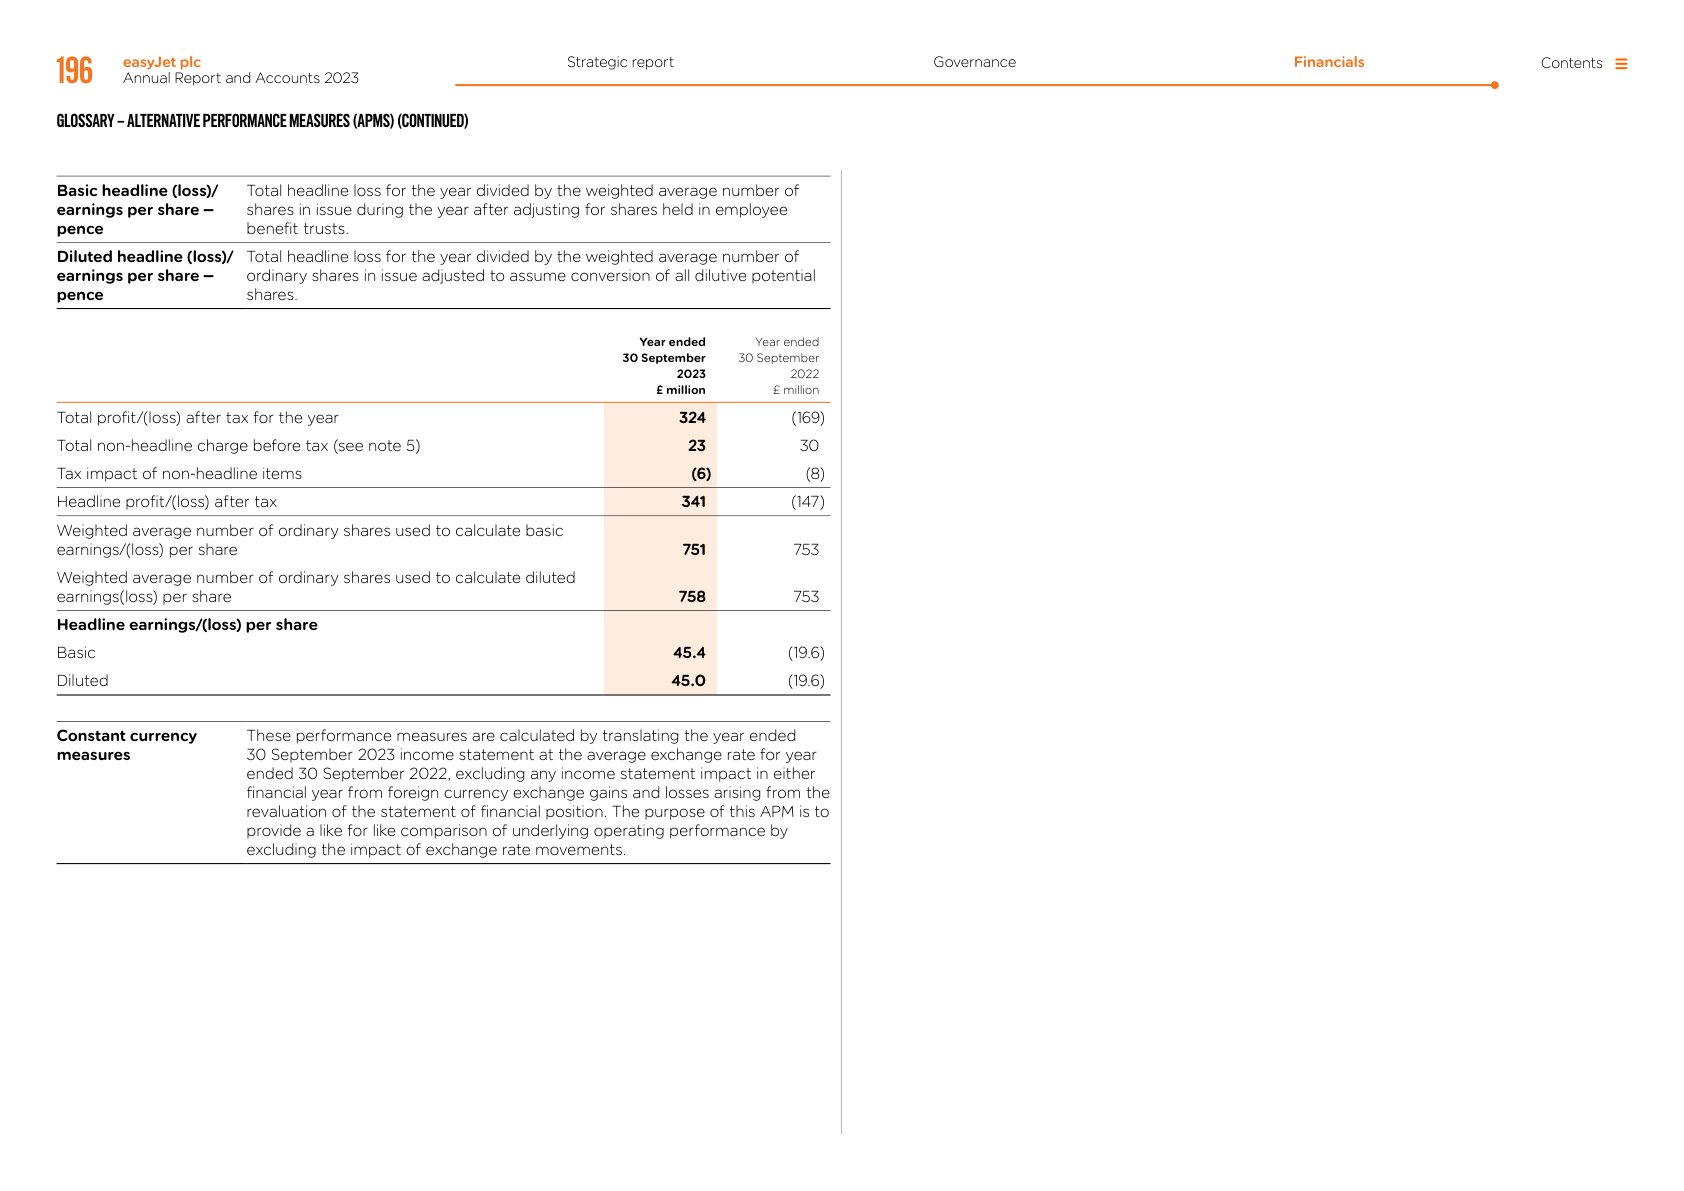 196
easyJet plc
Annual Report and Accounts 2023
Strategic report
Governance
Financials
Contents
GLOSSARY – ALTERNATIVE PERFORMANCE MEASURES (APMS) (CONTINUED)
Basic headline (loss)/
earnings per share –
pence
Total headline loss for the year divided by the weighted average number of
shares in issue during the year after adjusting for shares held in employee
benefit trusts.
Diluted headline (loss)/
earnings per share –
pence
Total headline loss for the year divided by the weighted average number of
ordinary shares in issue adjusted to assume conversion of all dilutive potential
shares.
Year ended
30 September
2023
£ million
Year ended
30 September
2022
£ million
Total profit/(loss) after tax for the year 324 (169)
Total non-headline charge before tax (see note 5) 23 30
Tax impact of non-headline items (6) (8)
Headline profit/(loss) after tax 341 (147)
Weighted average number of ordinary shares used to calculate basic
earnings/(loss) per share 751 753
Weighted average number of ordinary shares used to calculate diluted
earnings(loss) per share 758 753
Headline earnings/(loss) per share
Basic 45.4 (19.6)
Diluted 45.0 (19.6)
Constant currency
measures
These performance measures are calculated by translating the year ended
30 September 2023 income statement at the average exchange rate for year
ended 30 September 2022, excluding any income statement impact in either
financial year from foreign currency exchange gains and losses arising from the
revaluation of the statement of financial position. The purpose of this APM is to
provide a like for like comparison of underlying operating performance by
excluding the impact of exchange rate movements.